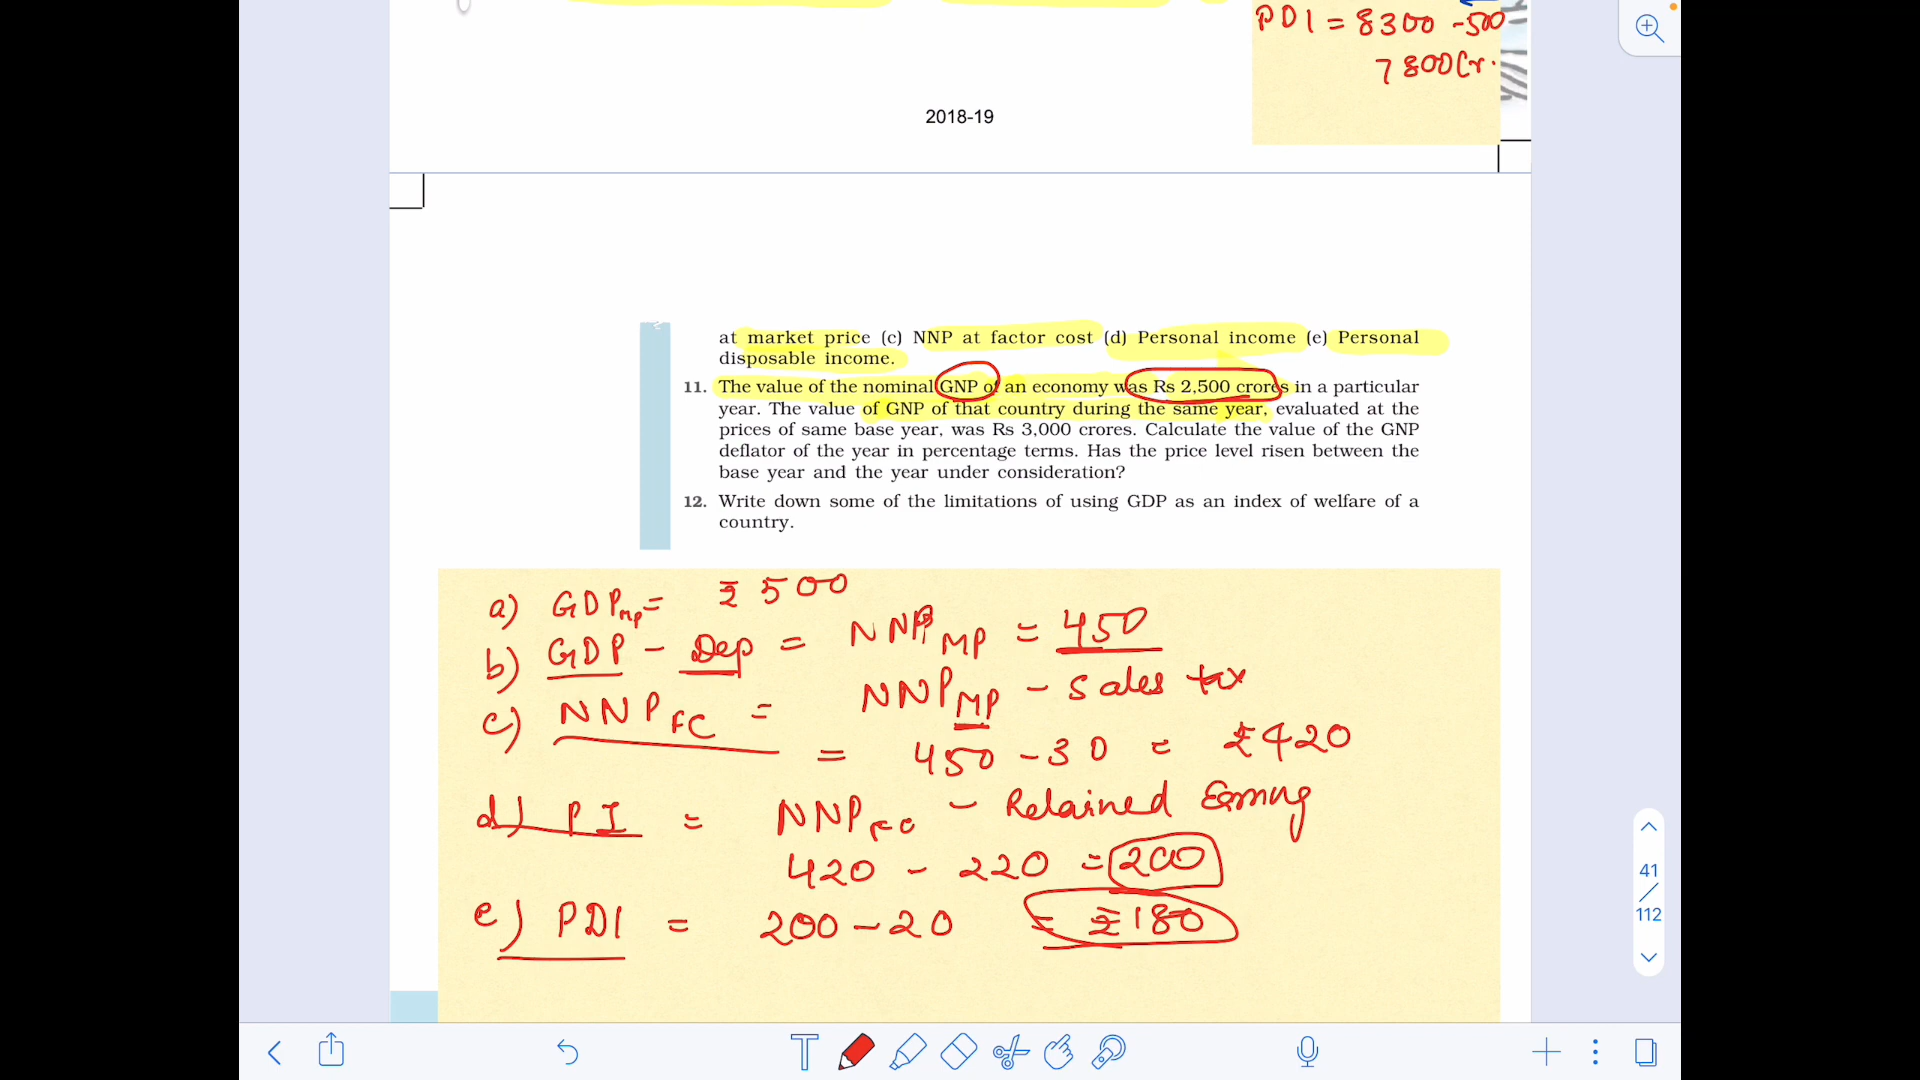 PDI = 8300 - 500
7800 Cr.
2018-19
at market price (c) NNP at factor cost (d) Personal income (e) Personal
disposable income.
11. The value of the nominal GNP of an economy was Rs 2,500 crores in a particular
year. The value of GNP of that country during the same year, evaluated at the
prices of same base year, was Rs 3,000 crores. Calculate the value of the GNP
deflator of the year in percentage terms. Has the price level risen between the
base year and the year under consideration?
12. Write down some of the limitations of using GDP as an index of welfare of a
country.
a) GDPMP = ₹ 500
b) GDP - Dep = NNPMP = 450
c) NNPFC = NNPMP - Sales tax
= 450 - 30 = ₹420
d) PI = NNPFC - Retained Earning
420 - 220 = 200
e) PDI = 200 - 20 = ₹180
41
112
T